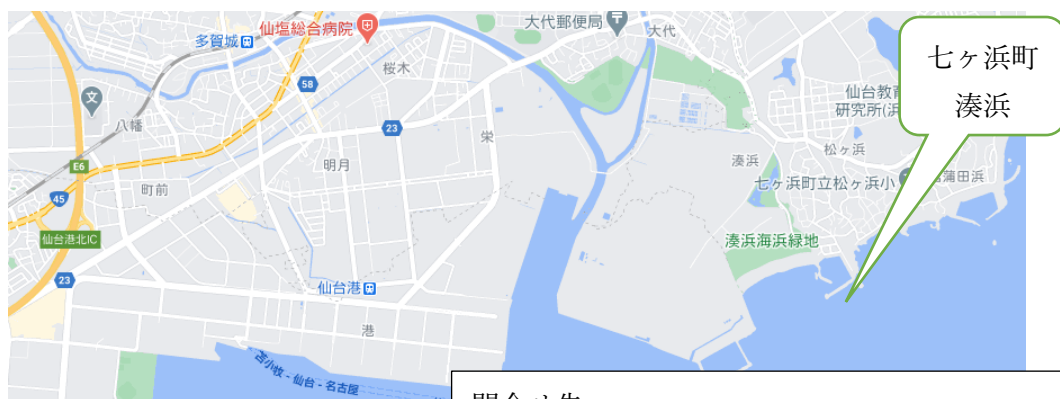 大代郵便局
大代
仙塩総合病院
多賀城
七ヶ浜町
湊浜
桜木
58
仙台教育
研究所(浜
23
八幡
栄
松ヶ浜
E6
明月
湊浜
町前
七ヶ浜町立松ヶ浜小
菖蒲田浜
45
仙台港北IC
湊浜海浜緑地
23
仙台港
港
苫小牧 - 仙台 - 名古屋